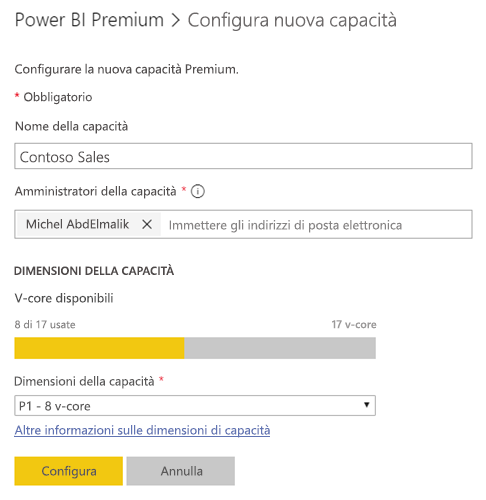 Power BI Premium > Configura nuova capacità
Configurare la nuova capacità Premium.
* Obbligatorio
Nome della capacità
Contoso Sales
Amministratori della capacità * i
Michel AbdElmalik × Immettere gli indirizzi di posta elettronica
DIMENSIONI DELLA CAPACITÀ
V-core disponibili
8 di 17 usate 17 v-core
Dimensioni della capacità *
P1 - 8 v-core
Altre informazioni sulle dimensioni di capacità
Configura Annulla